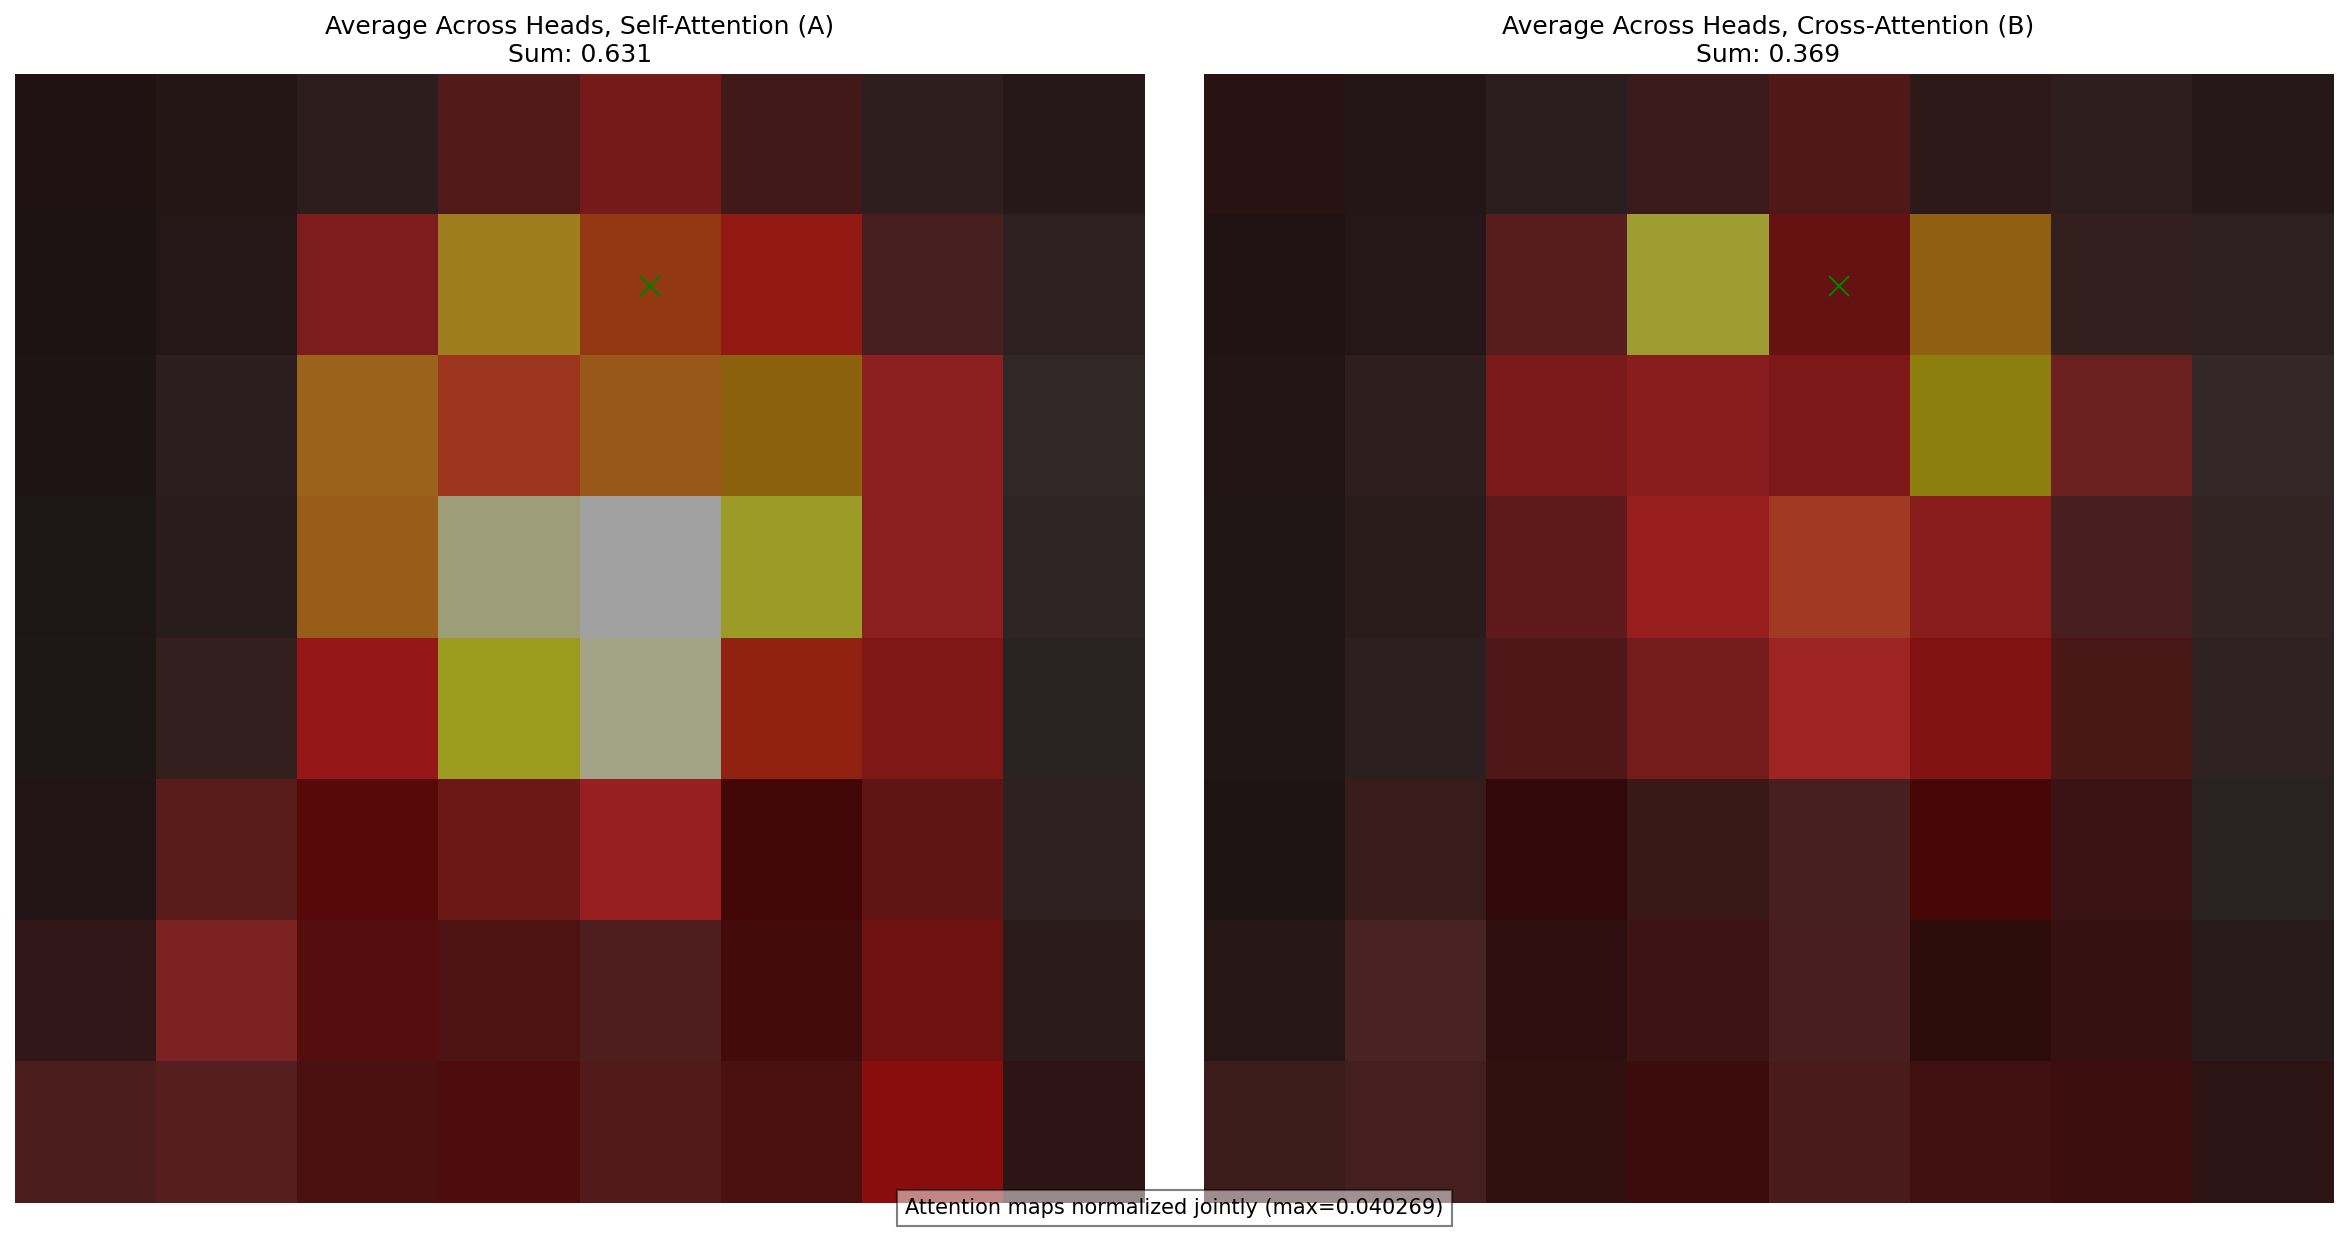 Average Across Heads, Self-Attention (A)
Sum: 0.631
Average Across Heads, Cross-Attention (B)
Sum: 0.369
Attention maps normalized jointly (max=0.040269)